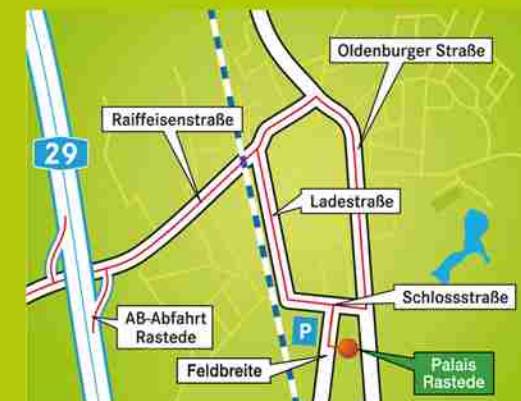 Oldenburger Straße
Raiffeisenstraße
29
Ladestraße
Schlossstraße
AB-Abfahrt
Rastede
P
Feldbreite
Palais
Rastede